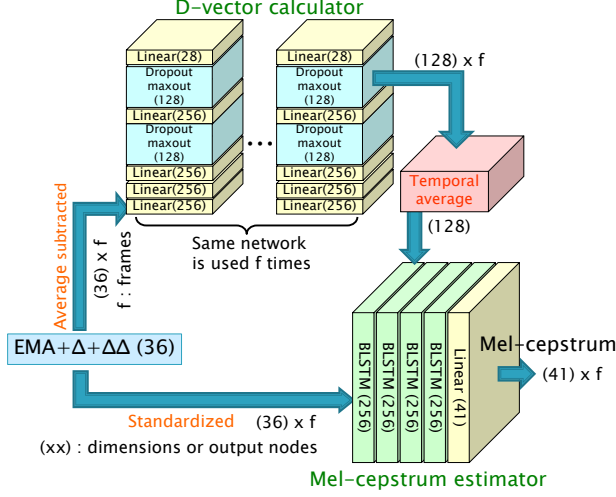 D-vector calculator
Linear(28)
Dropout
maxout
(128)
Linear(256)
Dropout
maxout
(128)
Linear(256)
Linear(256)
Linear(256)
...
Linear(28)
Dropout
maxout
(128)
Linear(256)
Dropout
maxout
(128)
Linear(256)
Linear(256)
Linear(256)
(128) x f
Temporal
average
(128)
Same network
is used f times
Average subtracted
(36) x f
f : frames
EMA+Δ+ΔΔ (36)
Standardized (36) x f
(xx) : dimensions or output nodes
BLSTM (256)
BLSTM (256)
BLSTM (256)
BLSTM (256)
Linear (41)
Mel-cepstrum
(41) x f
Mel-cepstrum estimator